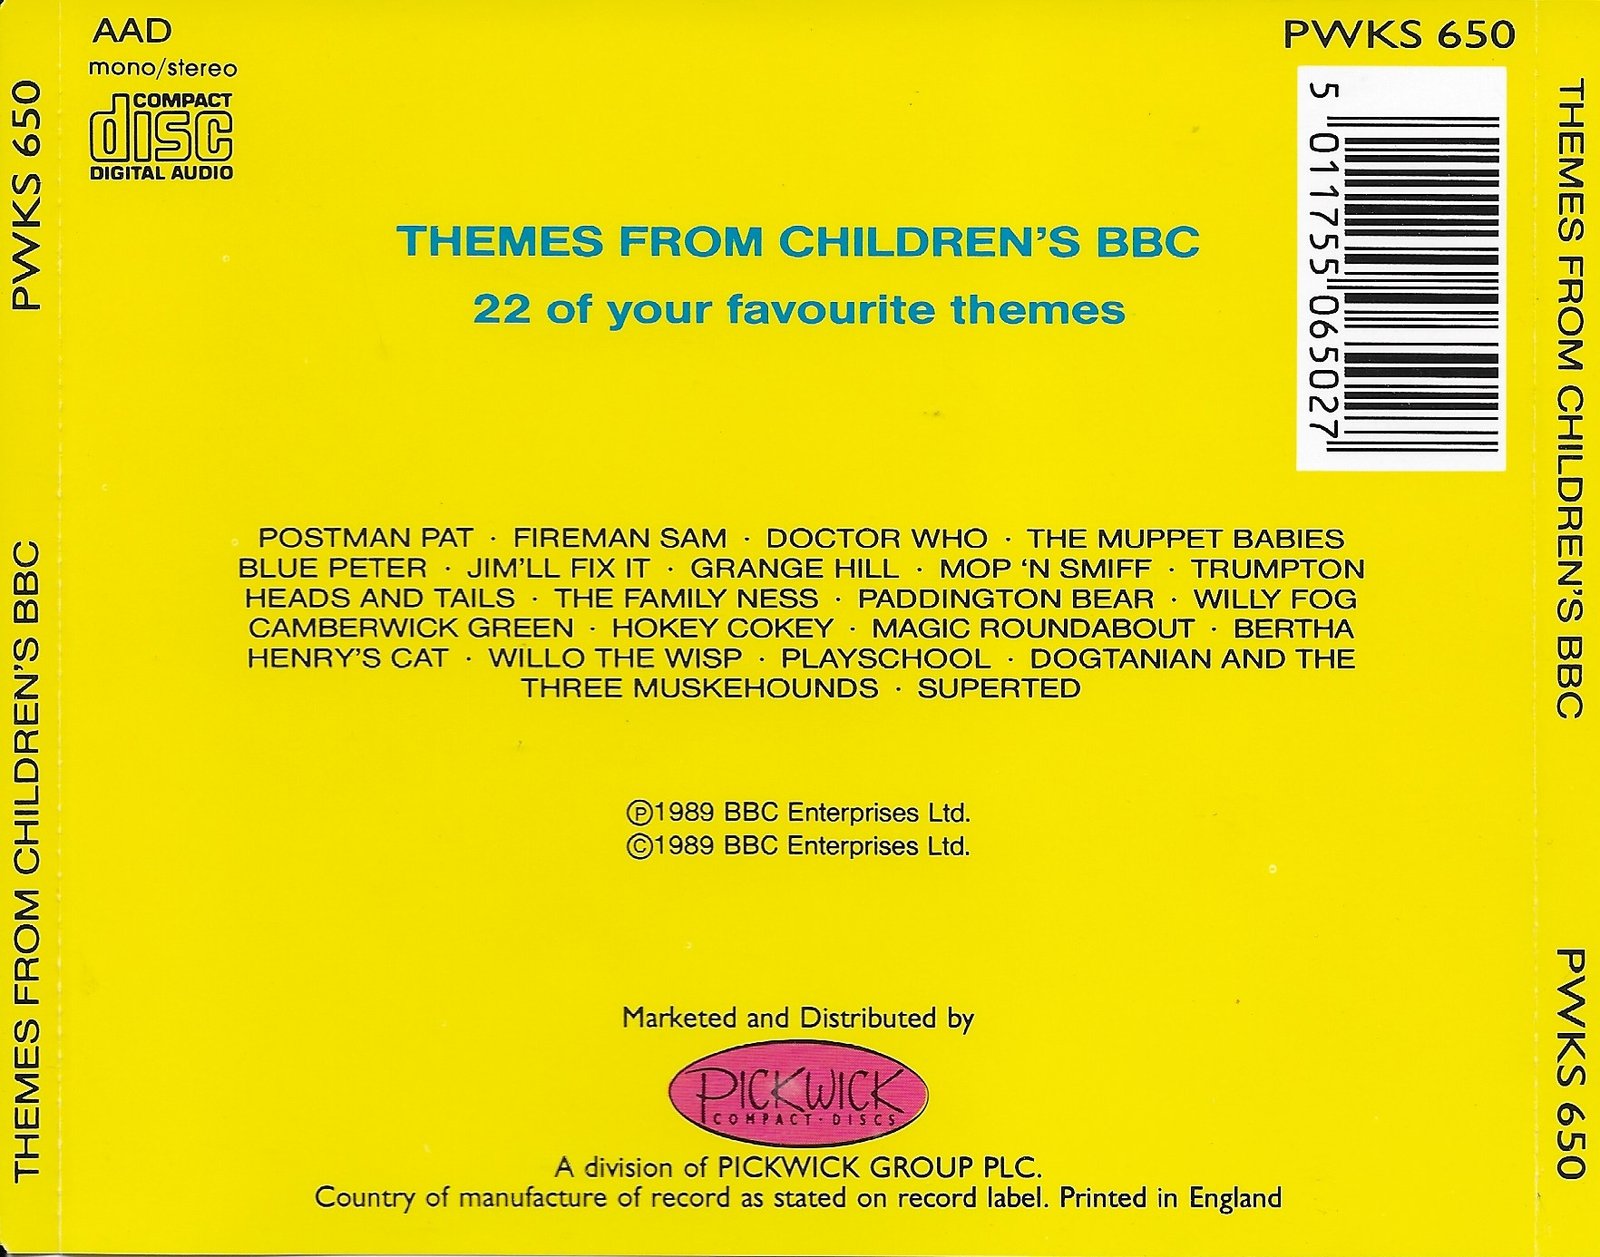 AAD
mono/stereo
COMPACT
disc
DIGITAL AUDIO
PWKS 650
5 011755 065027
THEMES FROM CHILDREN'S BBC
22 of your favourite themes
POSTMAN PAT · FIREMAN SAM · DOCTOR WHO · THE MUPPET BABIES
BLUE PETER · JIM'LL FIX IT · GRANGE HILL · MOP 'N SMIFF · TRUMPTON
HEADS AND TAILS · THE FAMILY NESS · PADDINGTON BEAR · WILLY FOG
CAMBERWICK GREEN · HOKEY COKEY · MAGIC ROUNDABOUT · BERTHA
HENRY'S CAT · WILLO THE WISP · PLAYSCHOOL · DOGTANIAN AND THE
THREE MUSKEHOUNDS · SUPERTED
Ⓟ1989 BBC Enterprises Ltd.
©1989 BBC Enterprises Ltd.
Marketed and Distributed by
PICKWICK
COMPACT·DISCS
A division of PICKWICK GROUP PLC.
Country of manufacture of record as stated on record label. Printed in England
THEMES FROM CHILDREN'S BBC PWKS 650
THEMES FROM CHILDREN'S BBC PWKS 650